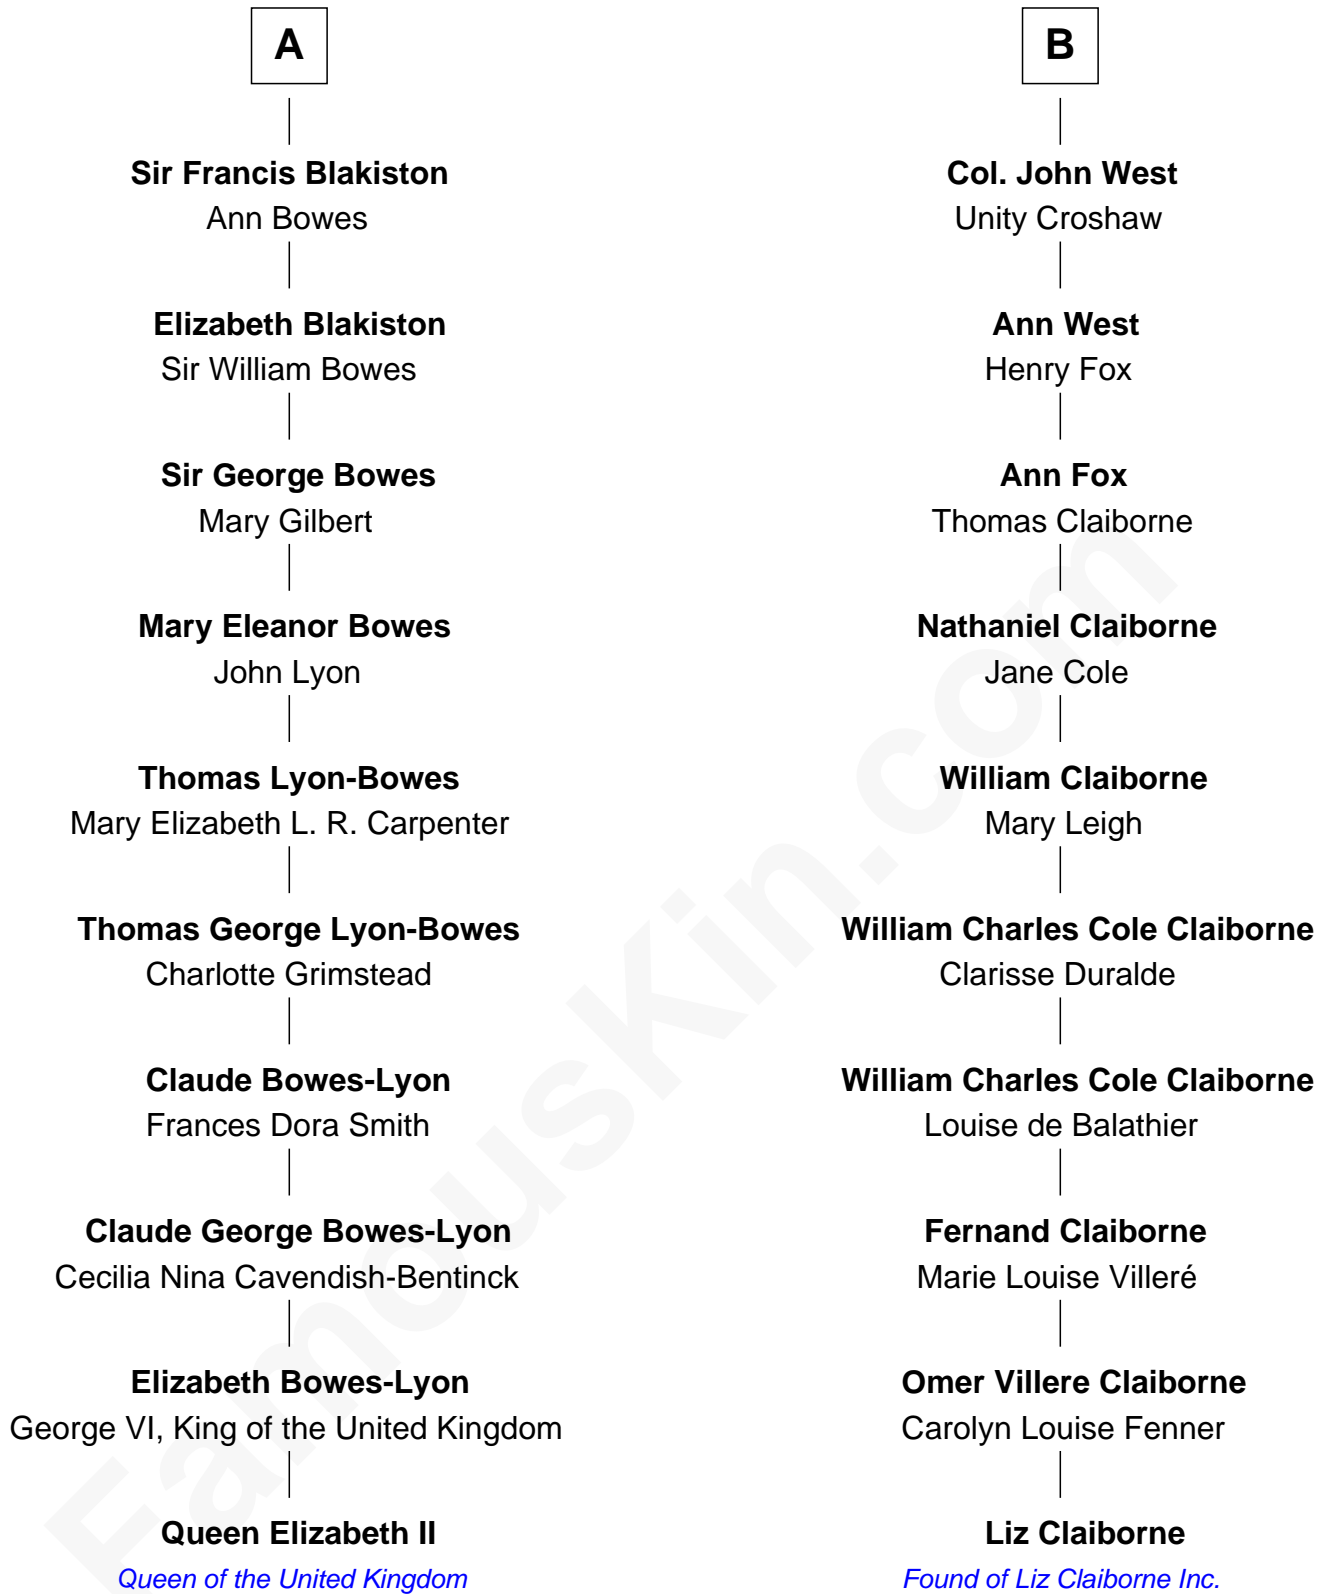 A
Sir Francis Blakiston
Ann Bowes
Elizabeth Blakiston
Sir William Bowes
Sir George Bowes
Mary Gilbert
Mary Eleanor Bowes
John Lyon
Thomas Lyon-Bowes
Mary Elizabeth L. R. Carpenter
Thomas George Lyon-Bowes
Charlotte Grimstead
Claude Bowes-Lyon
Frances Dora Smith
Claude George Bowes-Lyon
Cecilia Nina Cavendish-Bentinck
Elizabeth Bowes-Lyon
George VI, King of the United Kingdom
Queen Elizabeth II
Queen of the United Kingdom
B
Col. John West
Unity Croshaw
Ann West
Henry Fox
Ann Fox
Thomas Claiborne
Nathaniel Claiborne
Jane Cole
William Claiborne
Mary Leigh
William Charles Cole Claiborne
Clarisse Duralde
William Charles Cole Claiborne
Louise de Balathier
Fernand Claiborne
Marie Louise Villeré
Omer Villere Claiborne
Carolyn Louise Fenner
Liz Claiborne
Found of Liz Claiborne Inc.
FamousKin.com